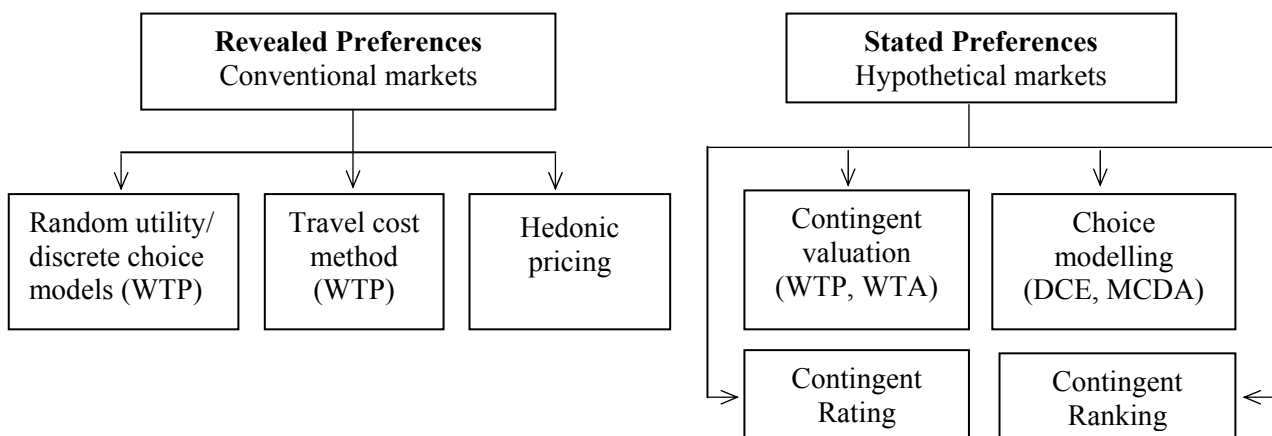 Revealed Preferences
Conventional markets
Stated Preferences
Hypothetical markets
Random utility/
discrete choice
models (WTP)
Travel cost
method
(WTP)
Hedonic
pricing
Contingent
valuation
(WTP, WTA)
Choice
modelling
(DCE, MCDA)
Contingent
Rating
Contingent
Ranking